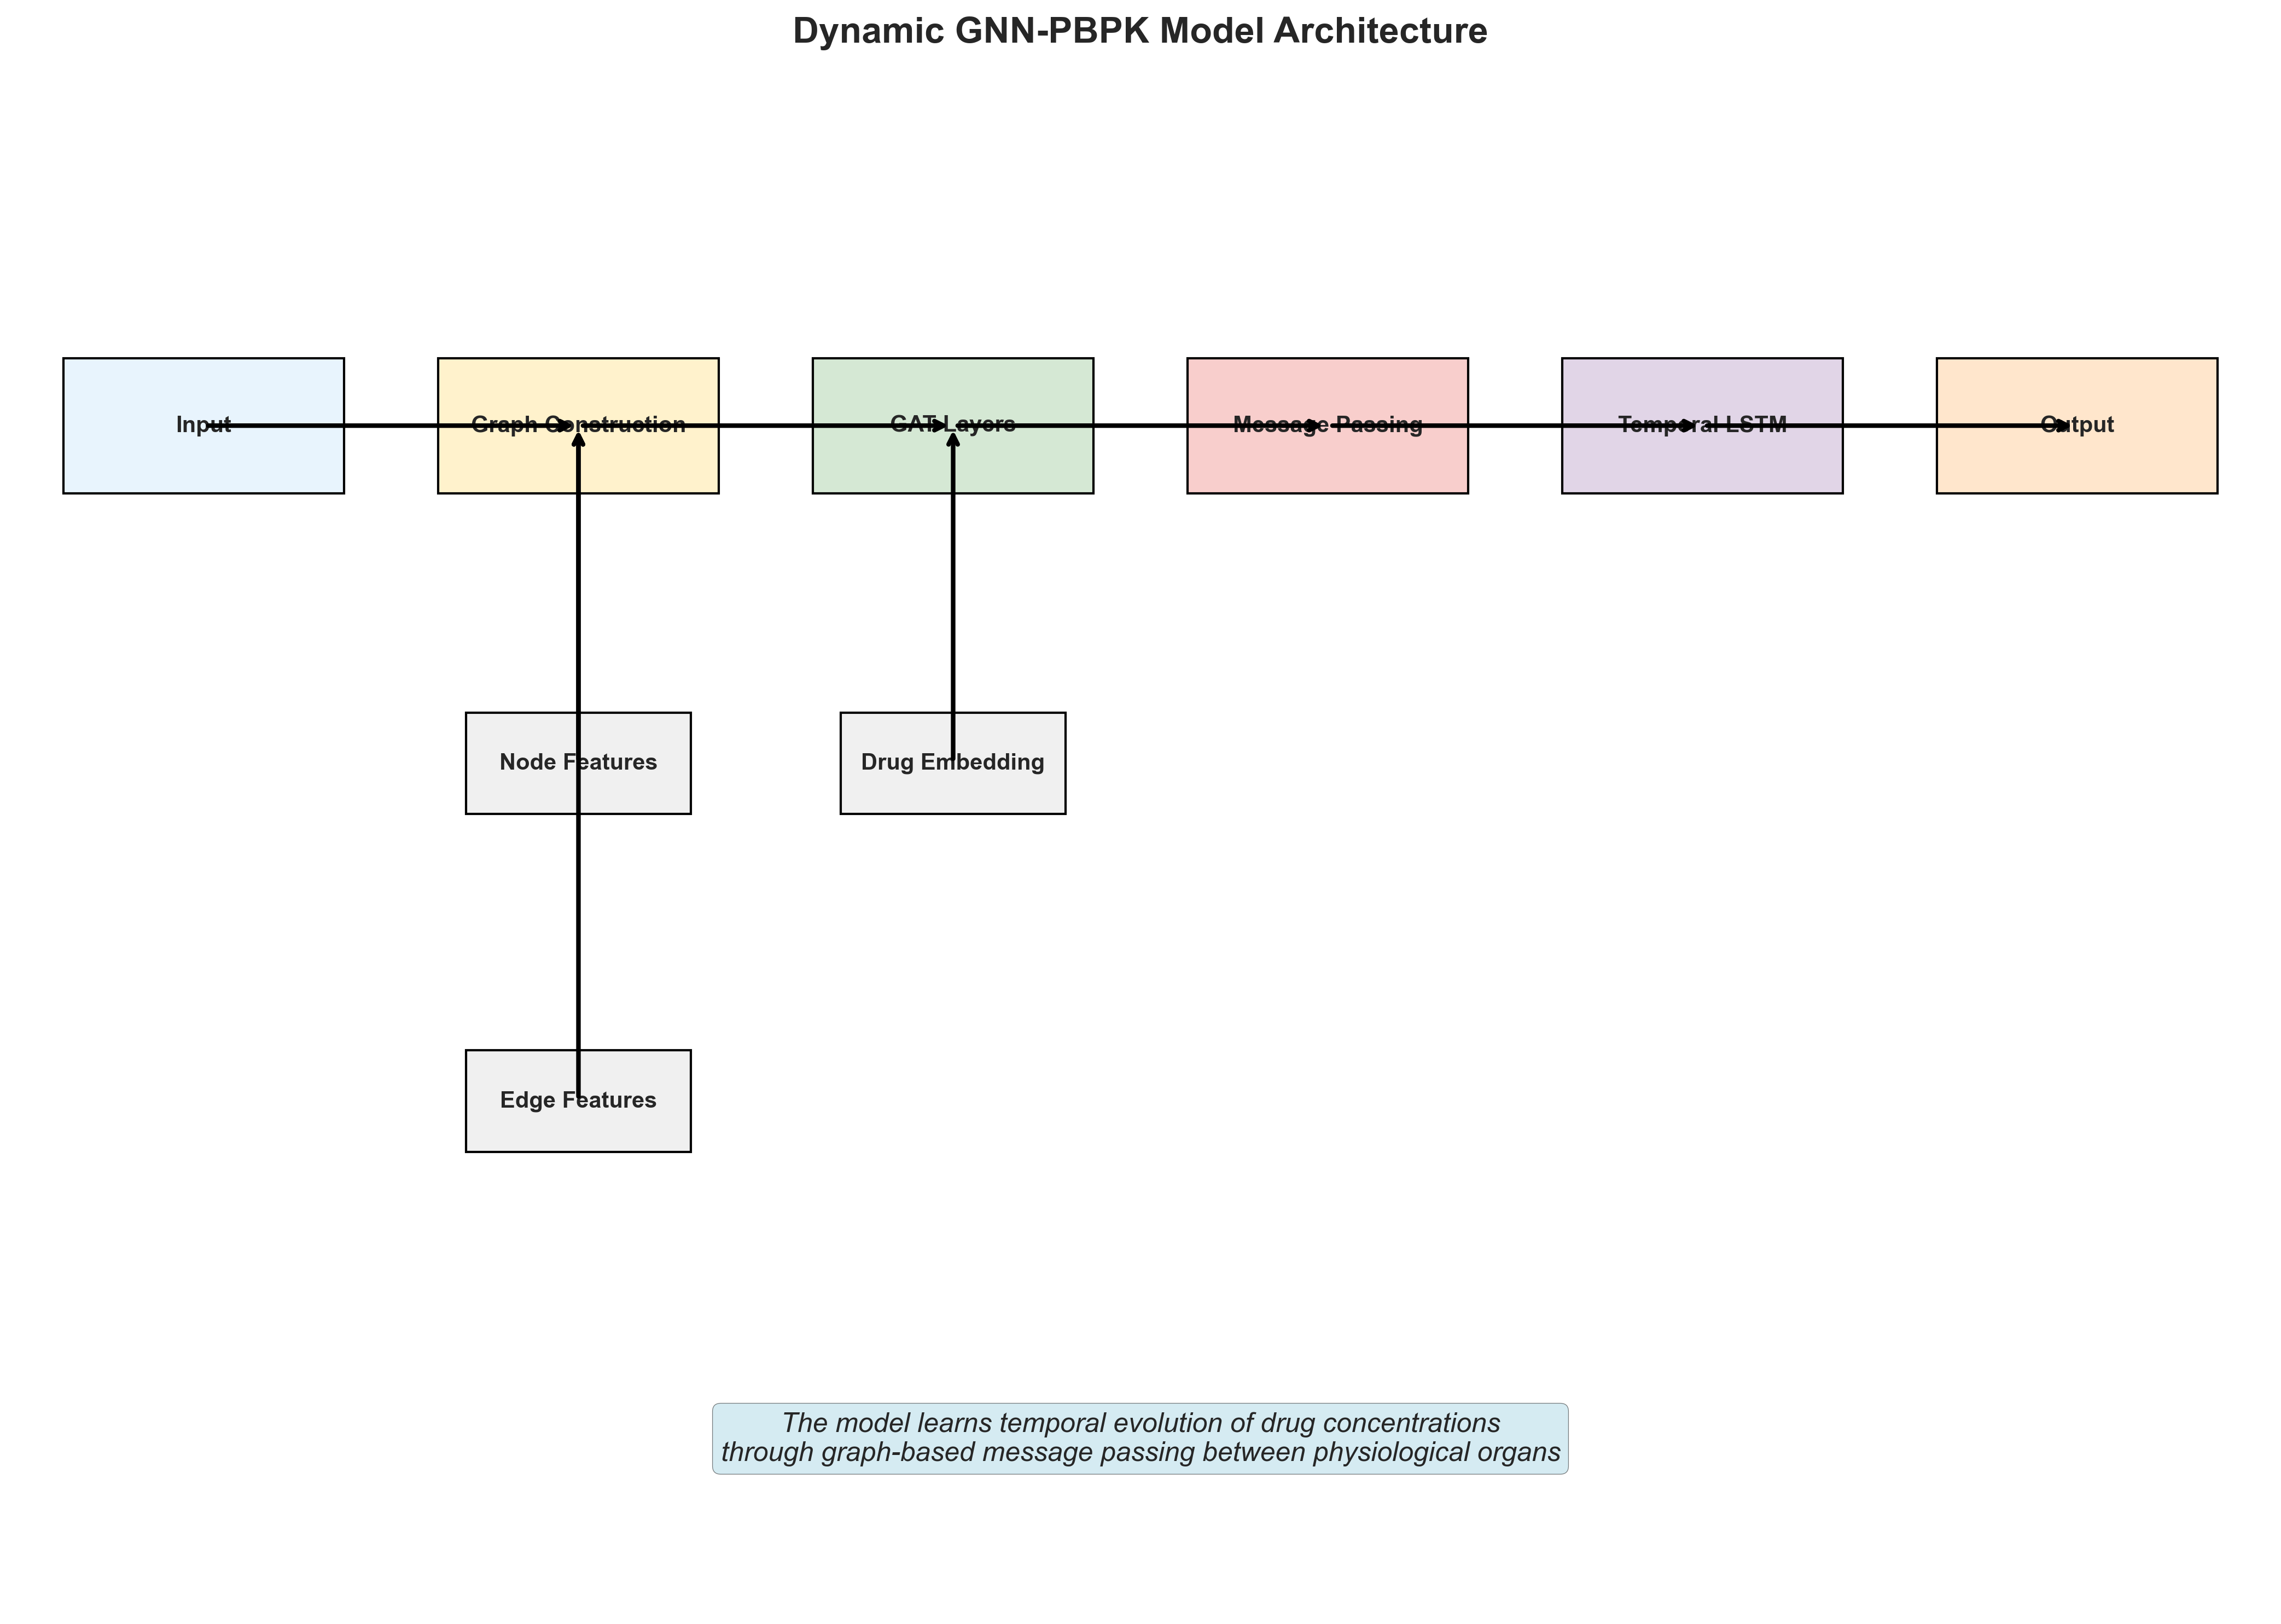 Dynamic GNN-PBPK Model Architecture
Input
Graph Construction
GAT Layers
Message Passing
Temporal LSTM
Output
Node Features
Drug Embedding
Edge Features
The model learns temporal evolution of drug concentrations
through graph-based message passing between physiological organs